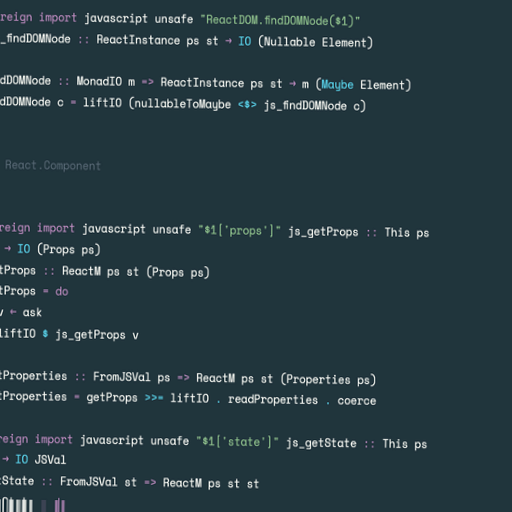 reign import javascript unsafe "ReactDOM.findDOMNode($1)"
_findDOMNode :: ReactInstance ps st → IO (Nullable Element)
dDOMNode :: MonadIO m => ReactInstance ps st → m (Maybe Element)
dDOMNode c = liftIO (nullableToMaybe <$> js_findDOMNode c)
React.Component
reign import javascript unsafe "$1['props']" js_getProps :: This ps
→ IO (Props ps)
tProps :: ReactM ps st (Props ps)
tProps = do
v ← ask
liftIO $ js_getProps v
tProperties :: FromJSVal ps => ReactM ps st (Properties ps)
tProperties = getProps >>= liftIO . readProperties . coerce
reign import javascript unsafe "$1['state']" js_getState :: This ps
→ IO JSVal
tState :: FromJSVal st => ReactM ps st st